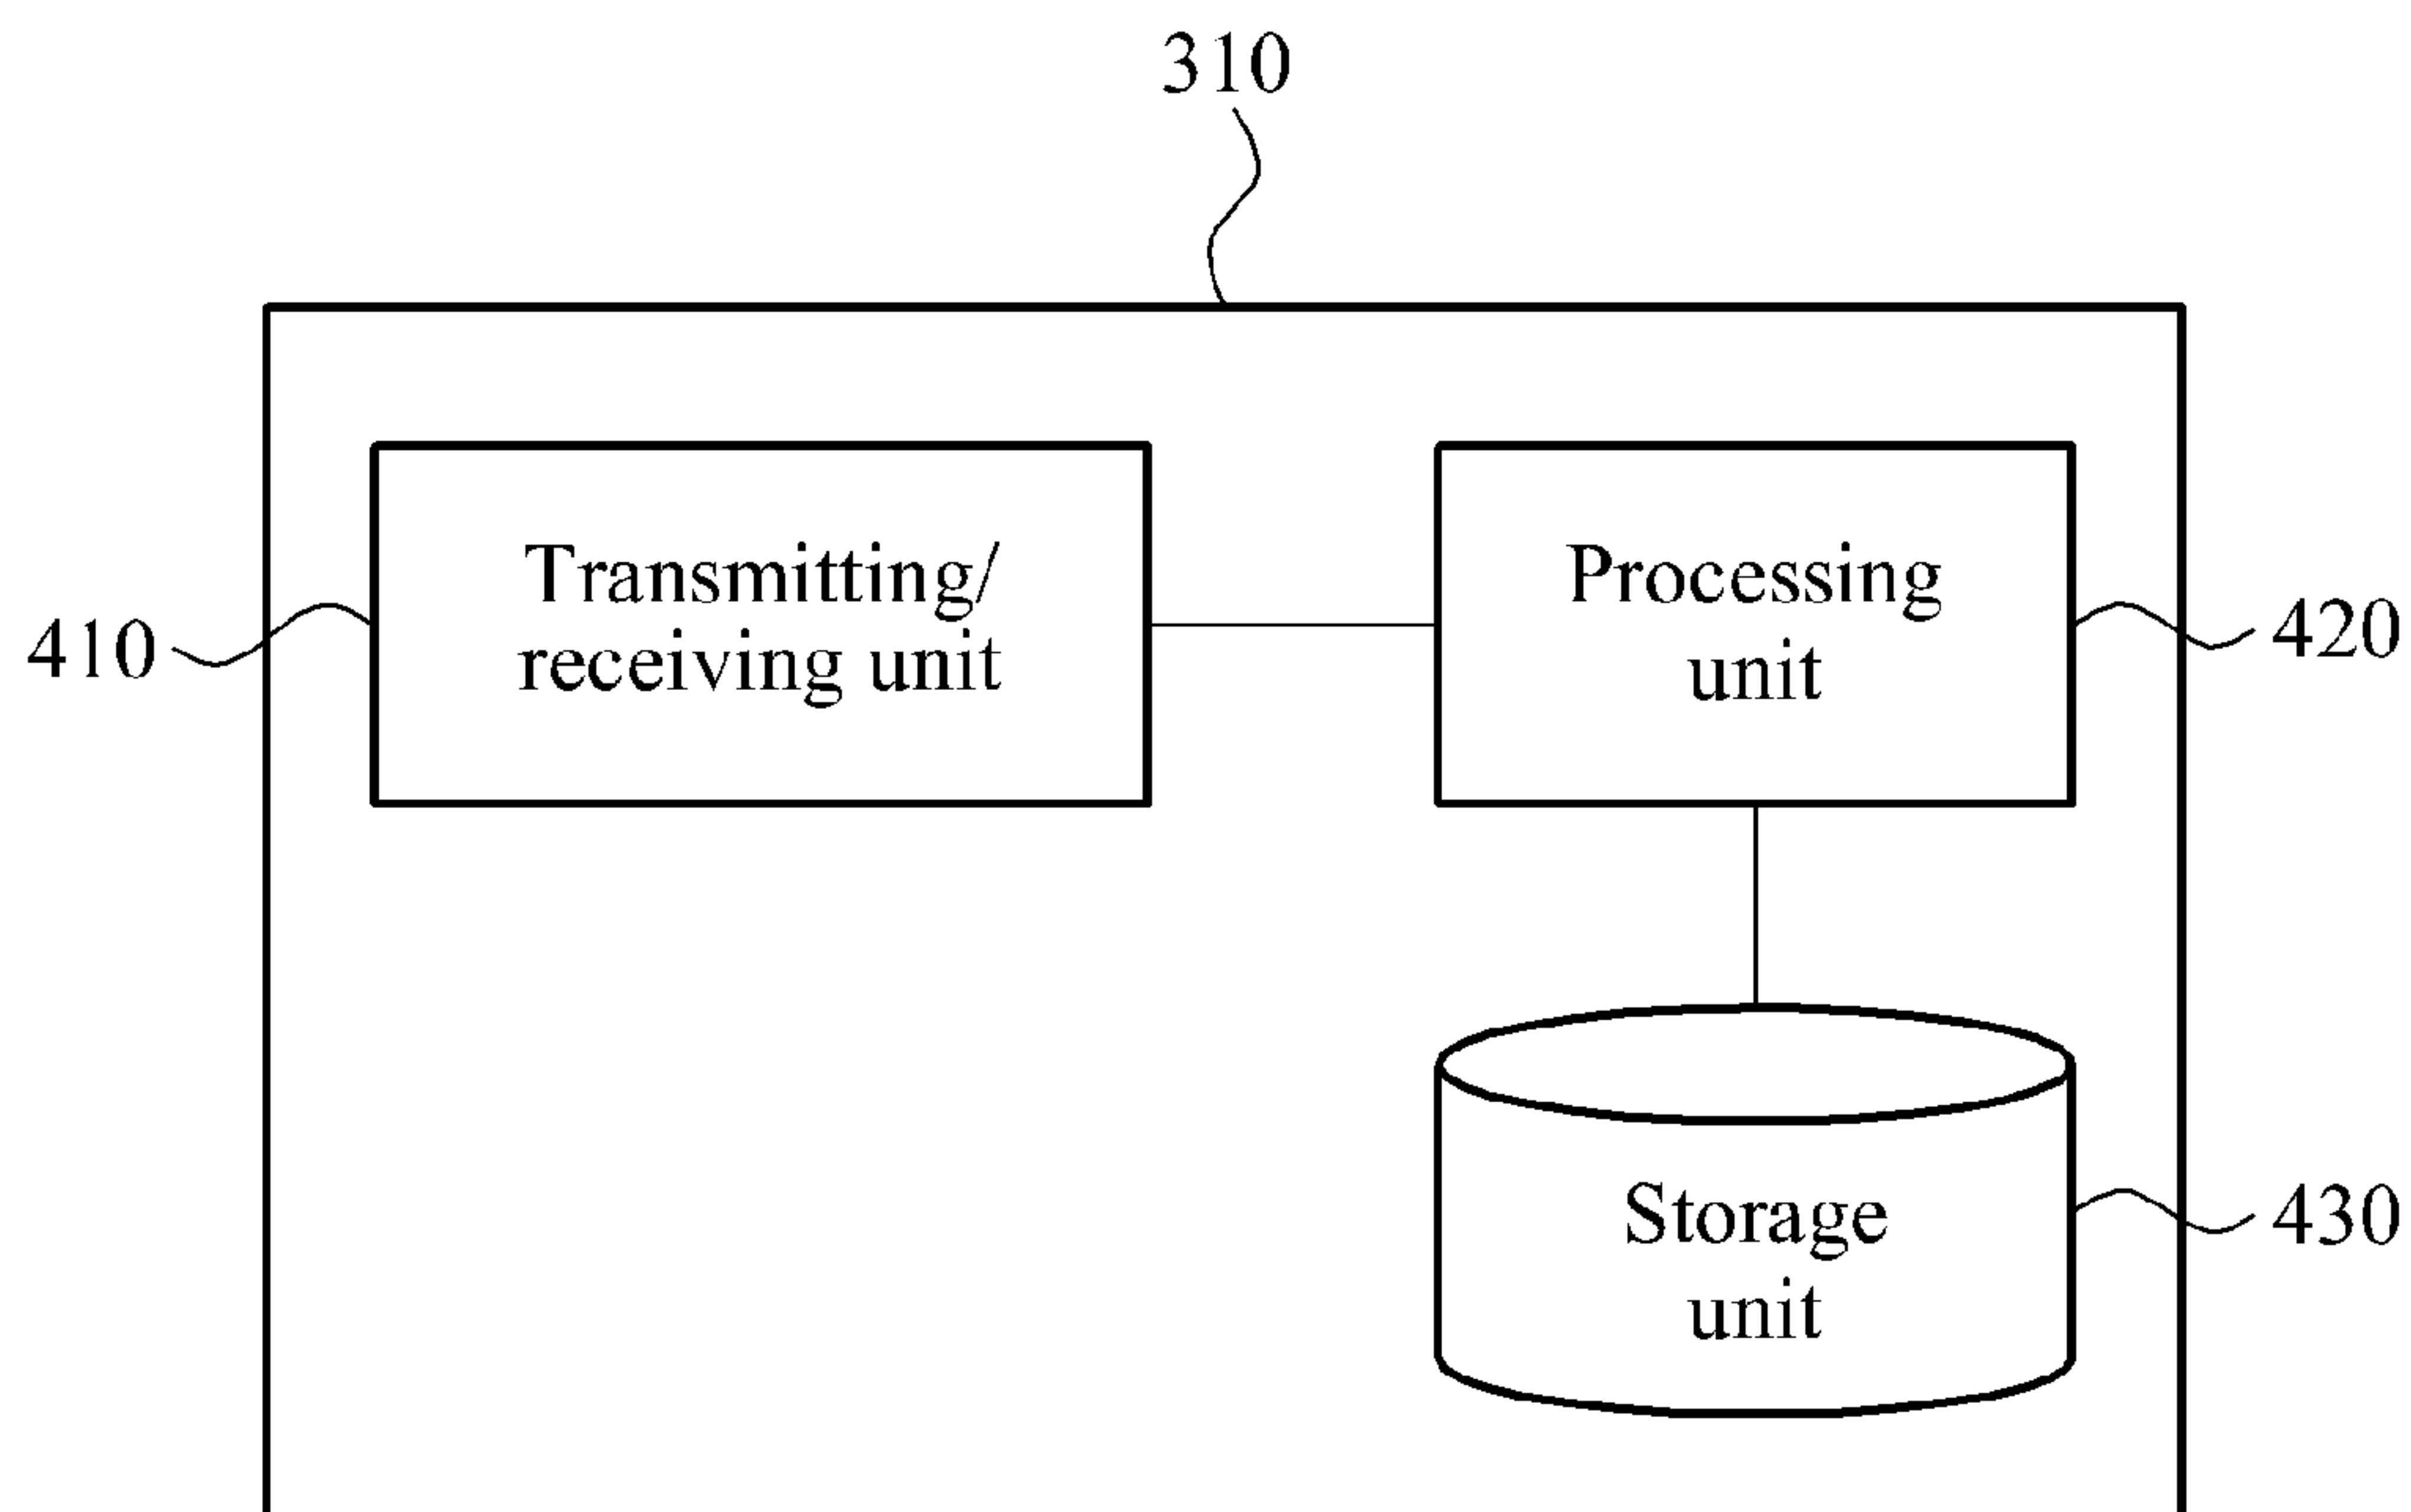 310
Transmitting/
receiving unit
Processing
unit
410
420
Storage
unit
430